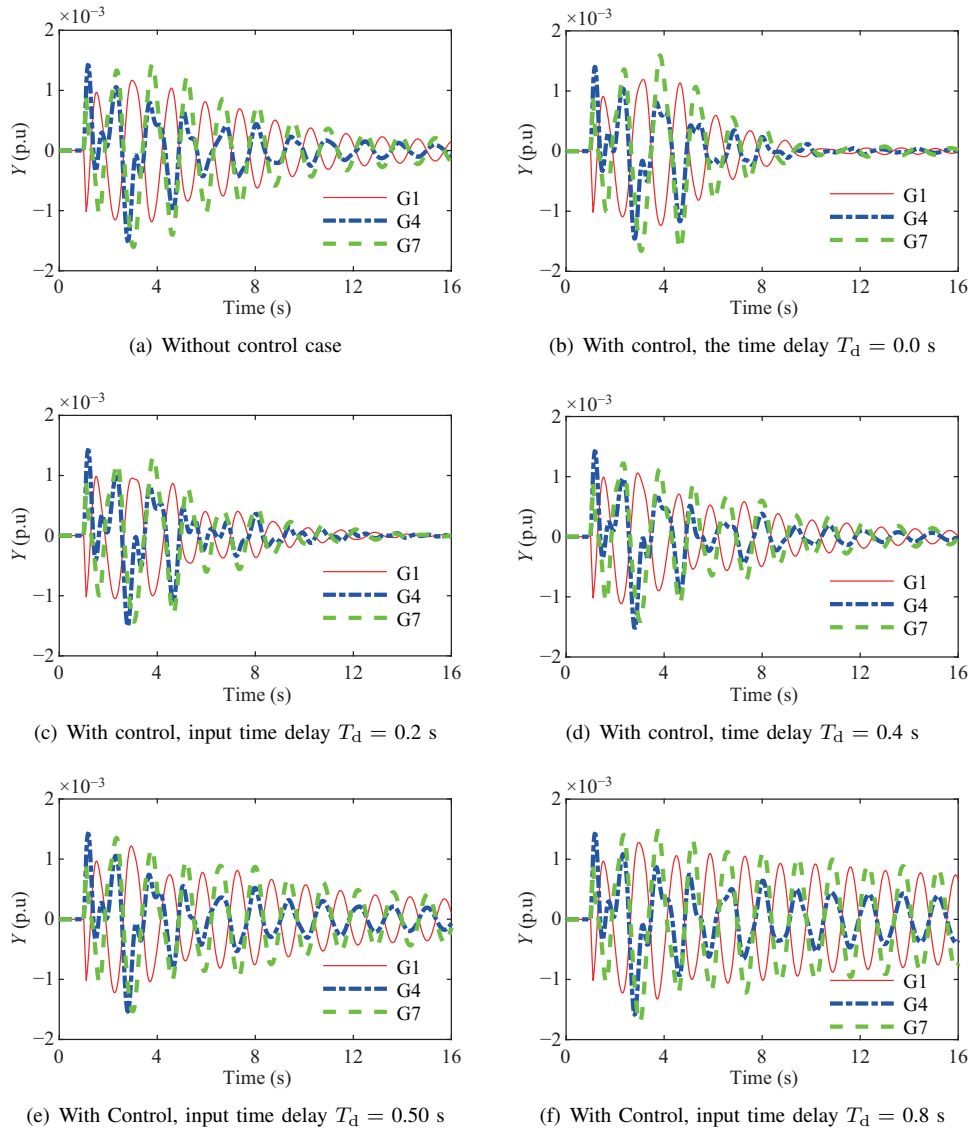 ×10⁻³
2
1
0
−1
−2
Y (p.u)
G1
G4
G7
0 4 8 12 16
Time (s)
(a) Without control case
×10⁻³
2
1
0
−1
−2
Y (p.u)
G1
G4
G7
0 4 8 12 16
Time (s)
(b) With control, the time delay T_d = 0.0 s
×10⁻³
2
1
0
−1
−2
Y (p.u)
G1
G4
G7
0 4 8 12 16
Time (s)
(c) With control, input time delay T_d = 0.2 s
×10⁻³
2
1
0
−1
−2
Y (p.u)
G1
G4
G7
0 4 8 12 16
Time (s)
(d) With control, time delay T_d = 0.4 s
×10⁻³
2
1
0
−1
−2
Y (p.u)
G1
G4
G7
0 4 8 12 16
Time (s)
(e) With Control, input time delay T_d = 0.50 s
×10⁻³
2
1
0
−1
−2
Y (p.u)
G1
G4
G7
0 4 8 12 16
Time (s)
(f) With Control, input time delay T_d = 0.8 s